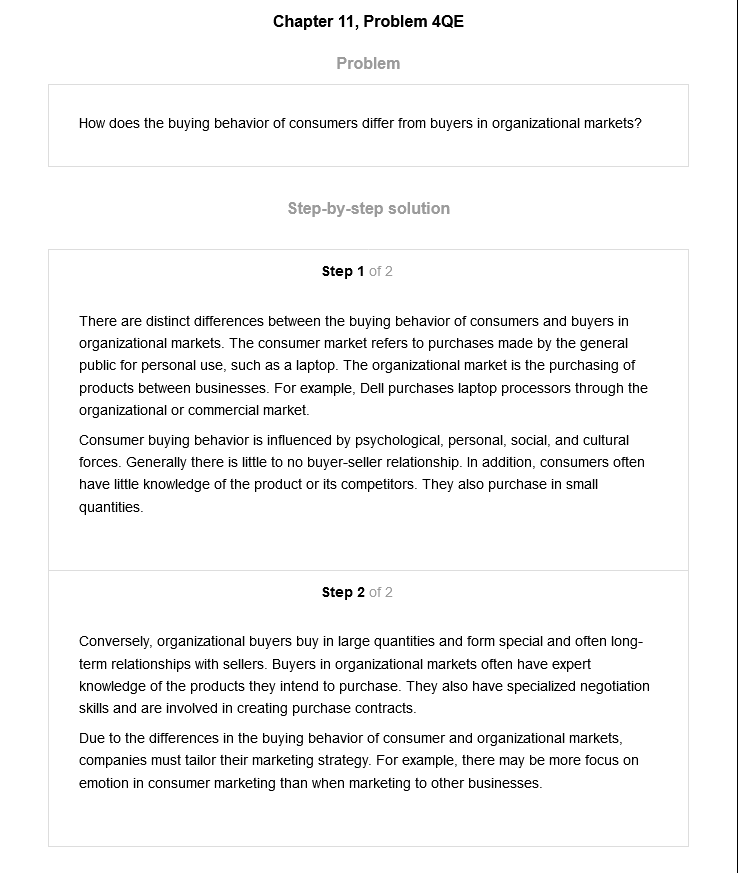 Chapter 11, Problem 4QE
Problem
How does the buying behavior of consumers differ from buyers in organizational markets?
Step-by-step solution
Step 1 of 2
There are distinct differences between the buying behavior of consumers and buyers in
organizational markets. The consumer market refers to purchases made by the general
public for personal use, such as a laptop. The organizational market is the purchasing of
products between businesses. For example, Dell purchases laptop processors through the
organizational or commercial market.
Consumer buying behavior is influenced by psychological, personal, social, and cultural
forces. Generally there is little to no buyer-seller relationship. In addition, consumers often
have little knowledge of the product or its competitors. They also purchase in small
quantities.
Step 2 of 2
Conversely, organizational buyers buy in large quantities and form special and often long-
term relationships with sellers. Buyers in organizational markets often have expert
knowledge of the products they intend to purchase. They also have specialized negotiation
skills and are involved in creating purchase contracts.
Due to the differences in the buying behavior of consumer and organizational markets,
companies must tailor their marketing strategy. For example, there may be more focus on
emotion in consumer marketing than when marketing to other businesses.